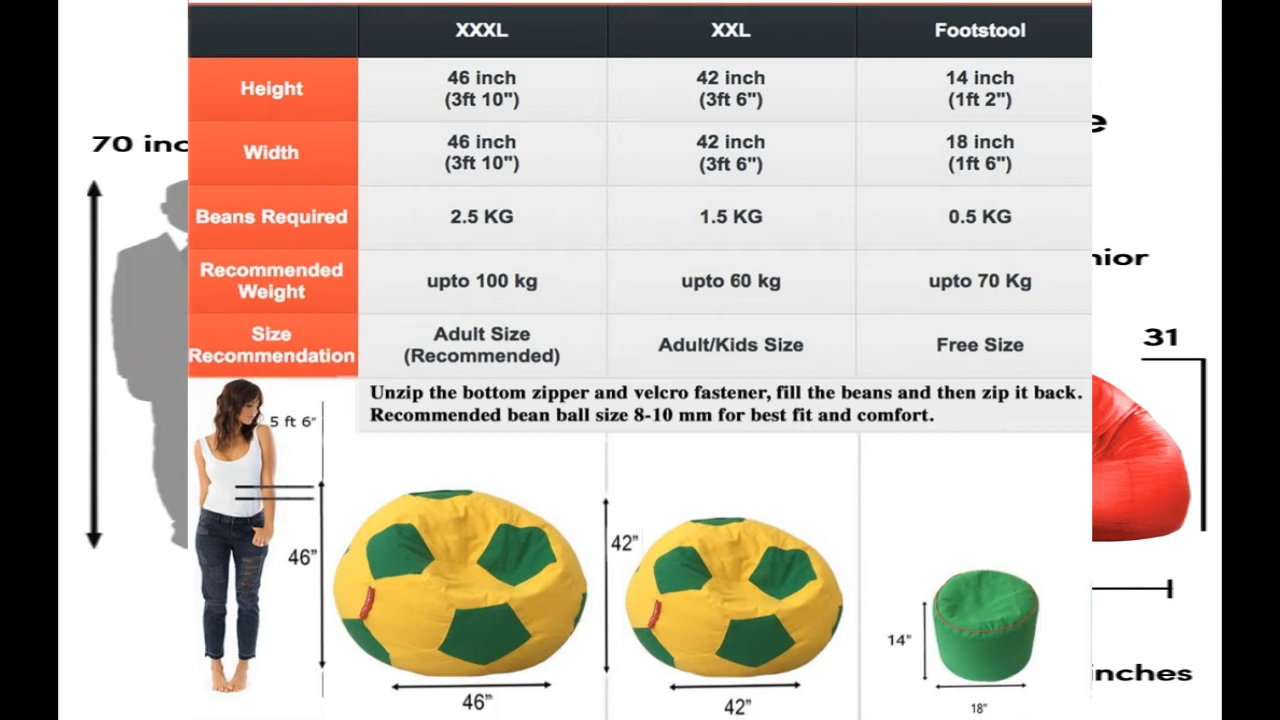 XXXL XXL Footstool
Height 46 inch (3ft 10") 42 inch (3ft 6") 14 inch (1ft 2")
Width 46 inch (3ft 10") 42 inch (3ft 6") 18 inch (1ft 6")
Beans Required 2.5 KG 1.5 KG 0.5 KG
Recommended Weight upto 100 kg upto 60 kg upto 70 Kg
Size Recommendation Adult Size (Recommended) Adult/Kids Size Free Size
Unzip the bottom zipper and velcro fastener, fill the beans and then zip it back.
Recommended bean ball size 8-10 mm for best fit and comfort.
5 ft 6”
46”
42”
14”
46”
42”
18”
70 inc
e
nior
31
nches